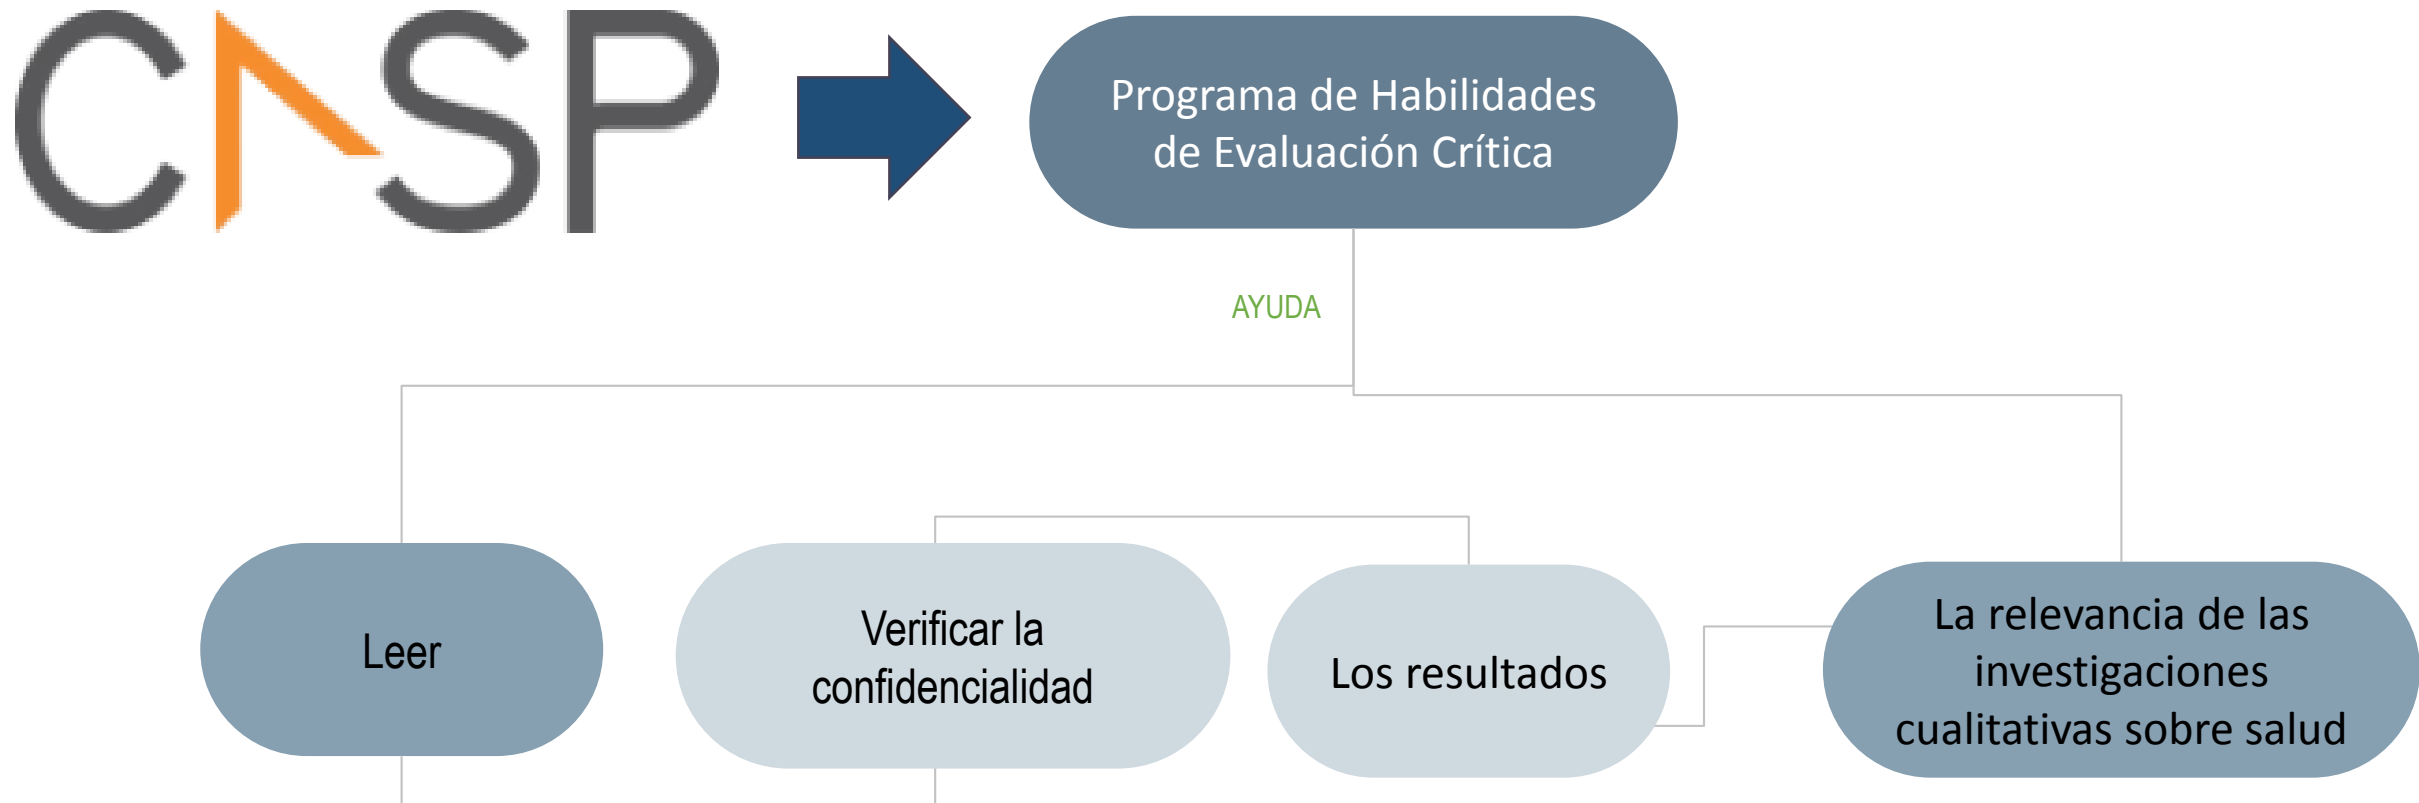 CASP
Programa de Habilidades
de Evaluación Crítica
AYUDA
Leer
Verificar la
confidencialidad
Los resultados
La relevancia de las
investigaciones
cualitativas sobre salud